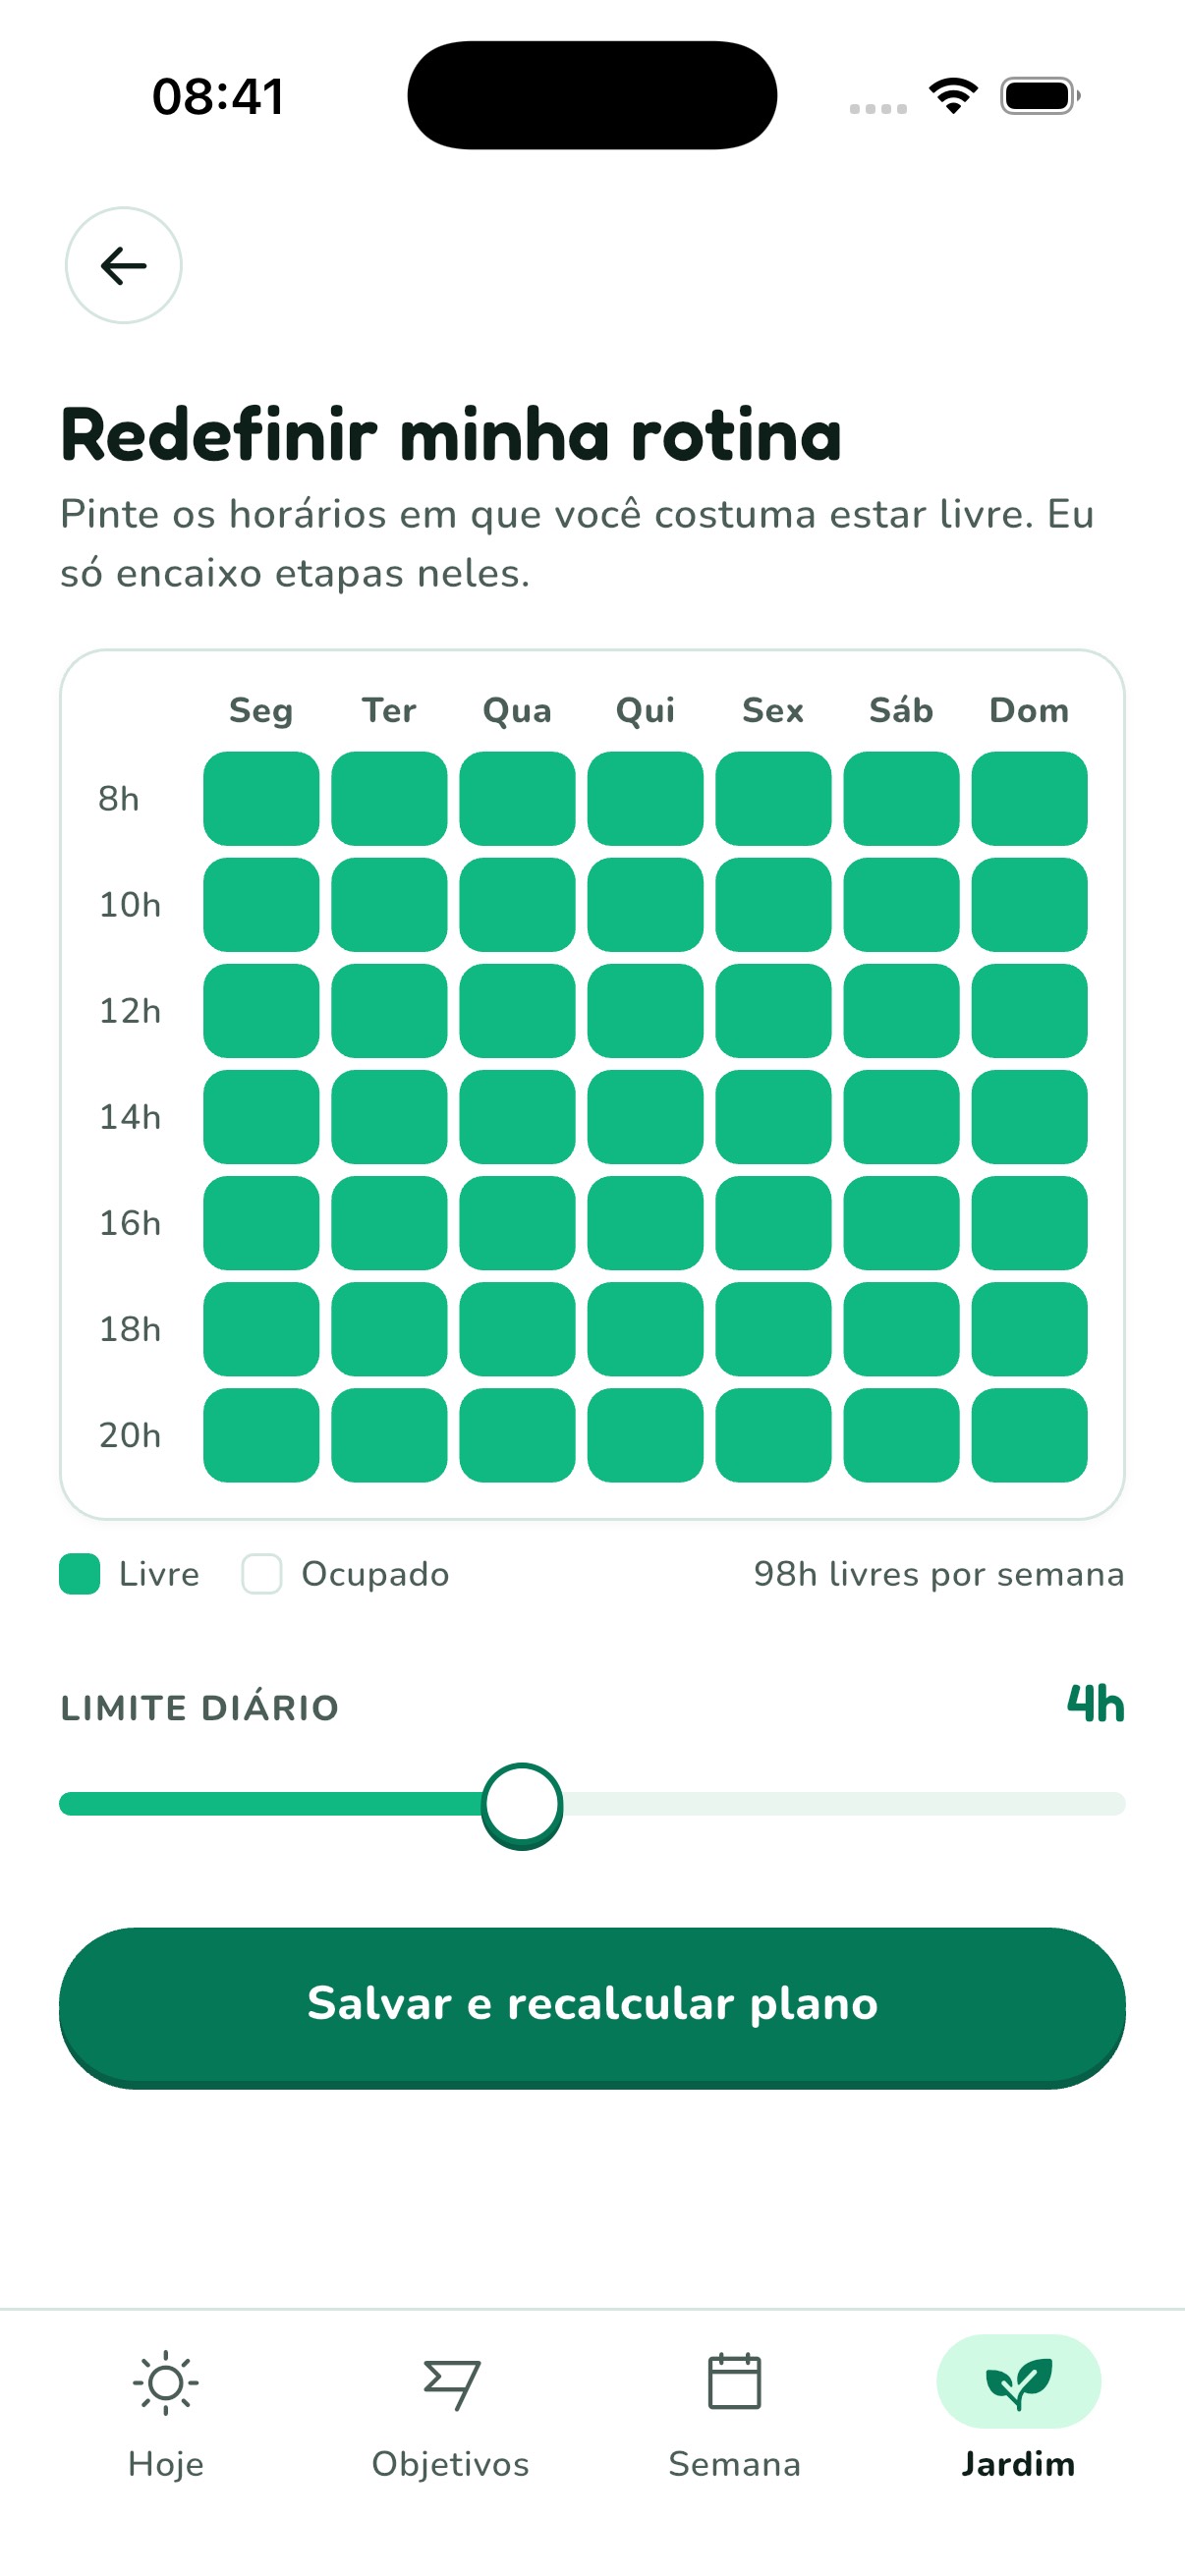 08:41
Redefinir minha rotina
Pinte os horários em que você costuma estar livre. Eu
só encaixo etapas neles.
Seg Ter Qua Qui Sex Sáb Dom
8h
10h
12h
14h
16h
18h
20h
Livre Ocupado 98h livres por semana
LIMITE DIÁRIO 4h
Salvar e recalcular plano
Hoje Objetivos Semana Jardim